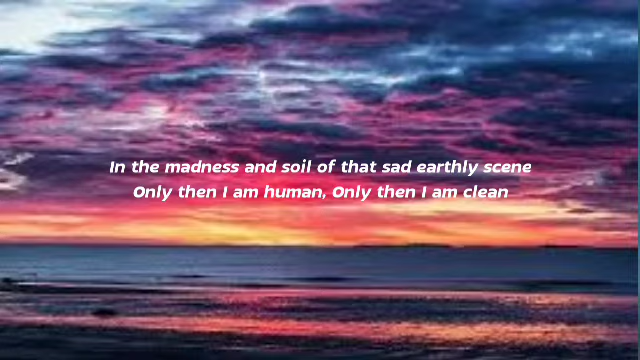 In the madness and soil of that sad earthly scene
Only then I am human, Only then I am clean